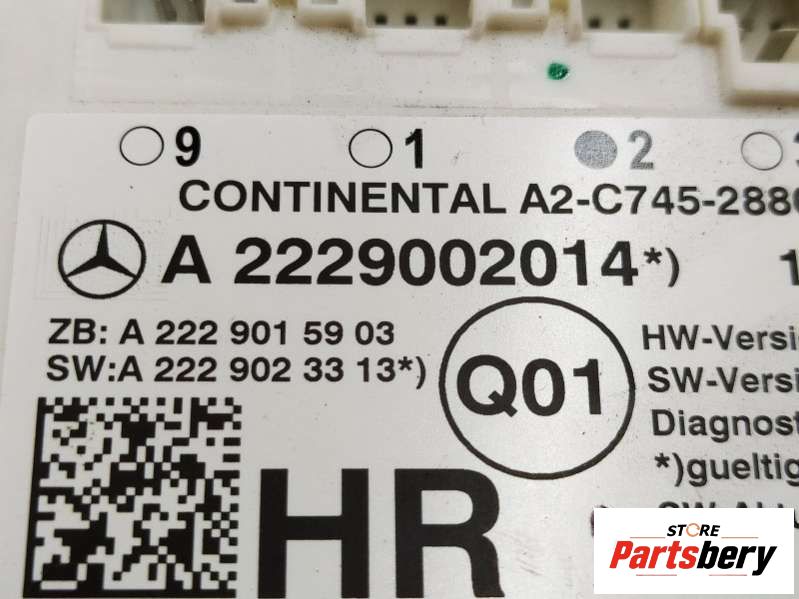 9 1 2
CONTINENTAL A2-C745-288
A 2229002014*)
ZB: A 222 901 59 03
SW:A 222 902 33 13*)
Q01
HW-Versi
SW-Versi
Diagnost
*)gueltig
HR
STORE
Partsbery